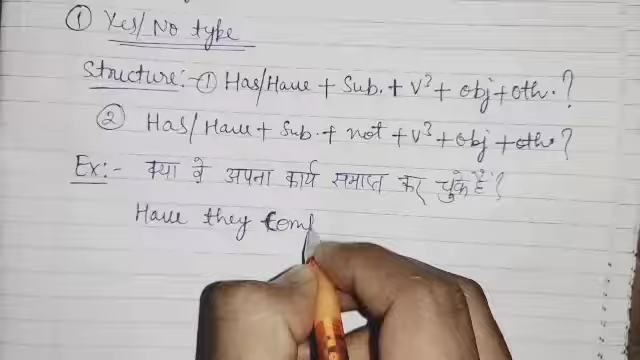 ① Yes/No type
Structure:- ① Has/Have + Sub. + V³ + obj + oth. ?
② Has/Have + Sub. + not + V³ + obj + oth. ?
Ex:- क्या वे अपना कार्य समाप्त कर चुके हैं?
Have they comp